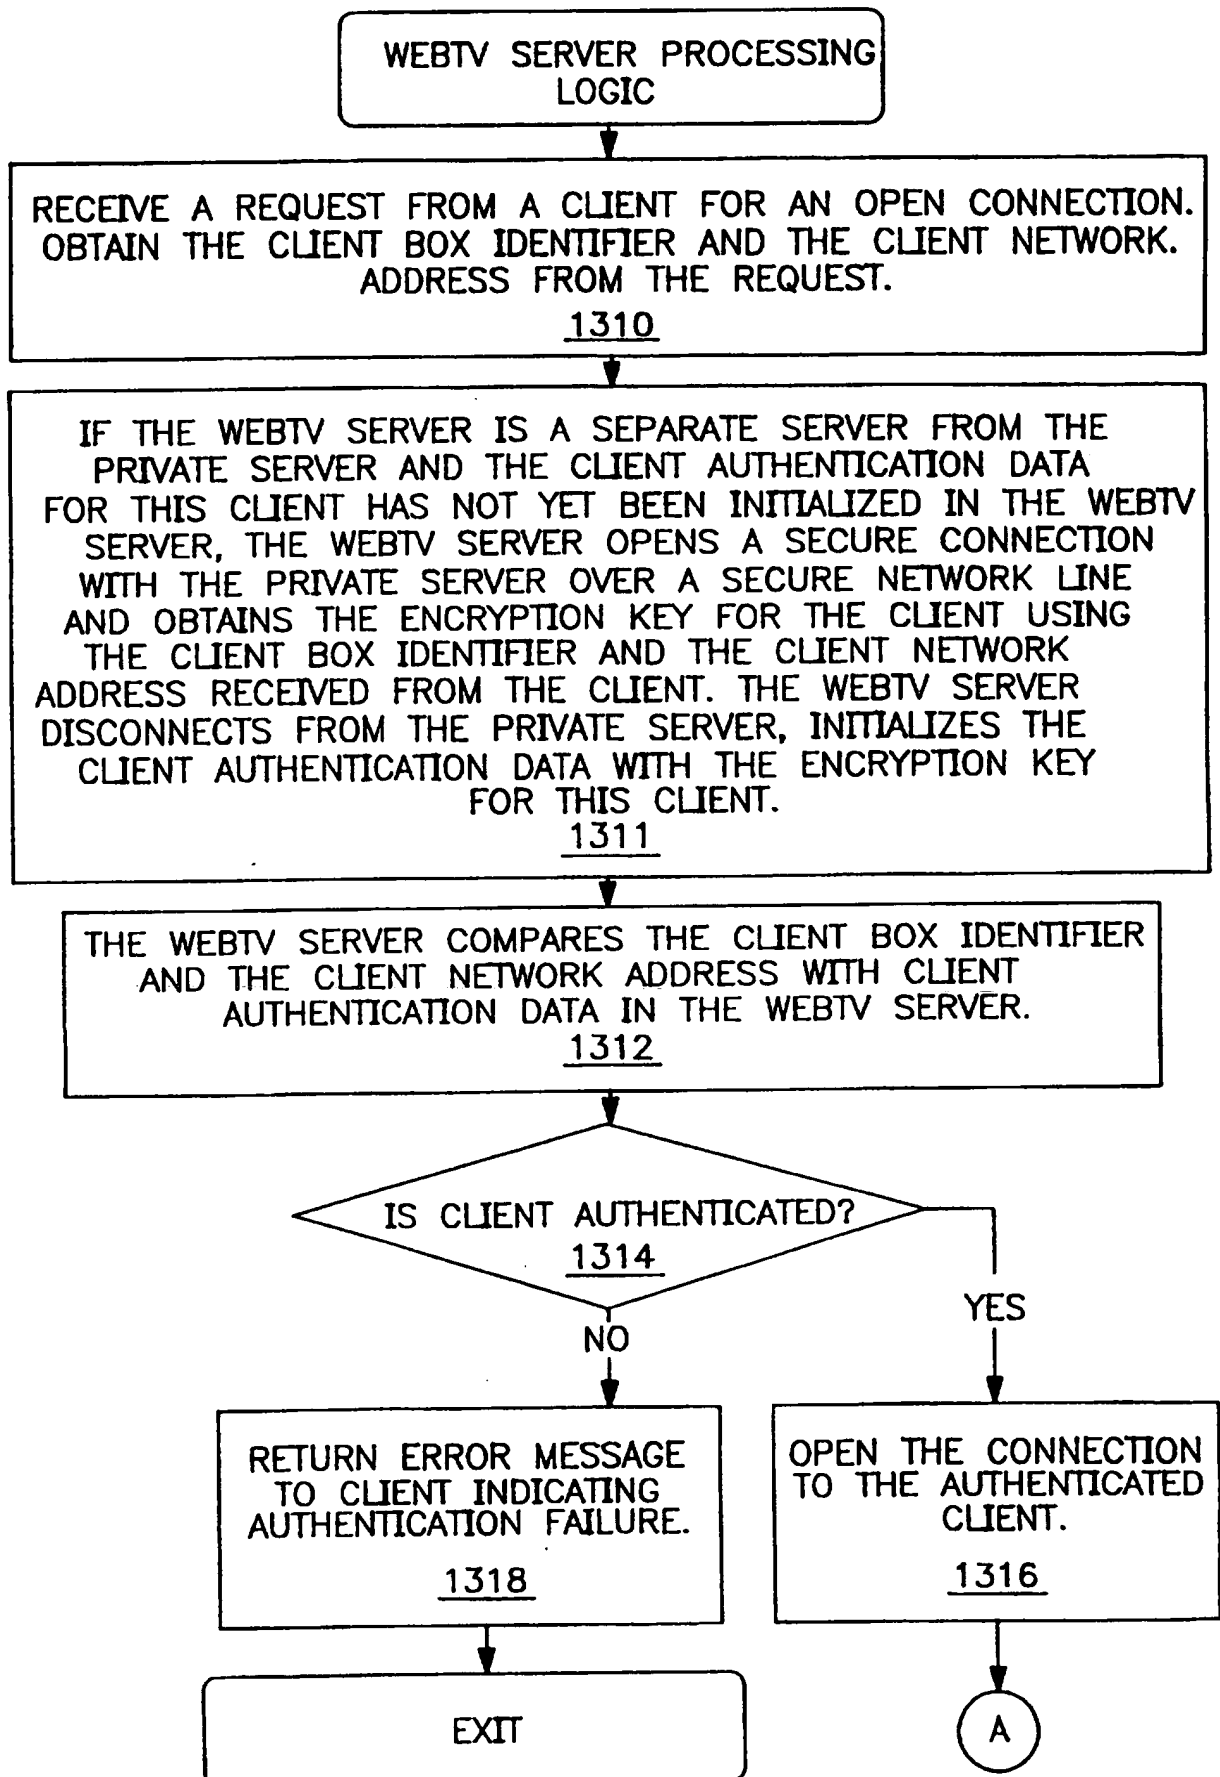 WEBTV SERVER PROCESSING
LOGIC
RECEIVE A REQUEST FROM A CLIENT FOR AN OPEN CONNECTION.
OBTAIN THE CLIENT BOX IDENTIFIER AND THE CLIENT NETWORK.
ADDRESS FROM THE REQUEST.
1310
IF THE WEBTV SERVER IS A SEPARATE SERVER FROM THE
PRIVATE SERVER AND THE CLIENT AUTHENTICATION DATA
FOR THIS CLIENT HAS NOT YET BEEN INITIALIZED IN THE WEBTV
SERVER, THE WEBTV SERVER OPENS A SECURE CONNECTION
WITH THE PRIVATE SERVER OVER A SECURE NETWORK LINE
AND OBTAINS THE ENCRYPTION KEY FOR THE CLIENT USING
THE CLIENT BOX IDENTIFIER AND THE CLIENT NETWORK
ADDRESS RECEIVED FROM THE CLIENT. THE WEBTV SERVER
DISCONNECTS FROM THE PRIVATE SERVER, INITIALIZES THE
CLIENT AUTHENTICATION DATA WITH THE ENCRYPTION KEY
FOR THIS CLIENT.
1311
THE WEBTV SERVER COMPARES THE CLIENT BOX IDENTIFIER
AND THE CLIENT NETWORK ADDRESS WITH CLIENT
AUTHENTICATION DATA IN THE WEBTV SERVER.
1312
IS CLIENT AUTHENTICATED?
1314
NO
YES
RETURN ERROR MESSAGE
TO CLIENT INDICATING
AUTHENTICATION FAILURE.
1318
OPEN THE CONNECTION
TO THE AUTHENTICATED
CLIENT.
1316
EXIT
A